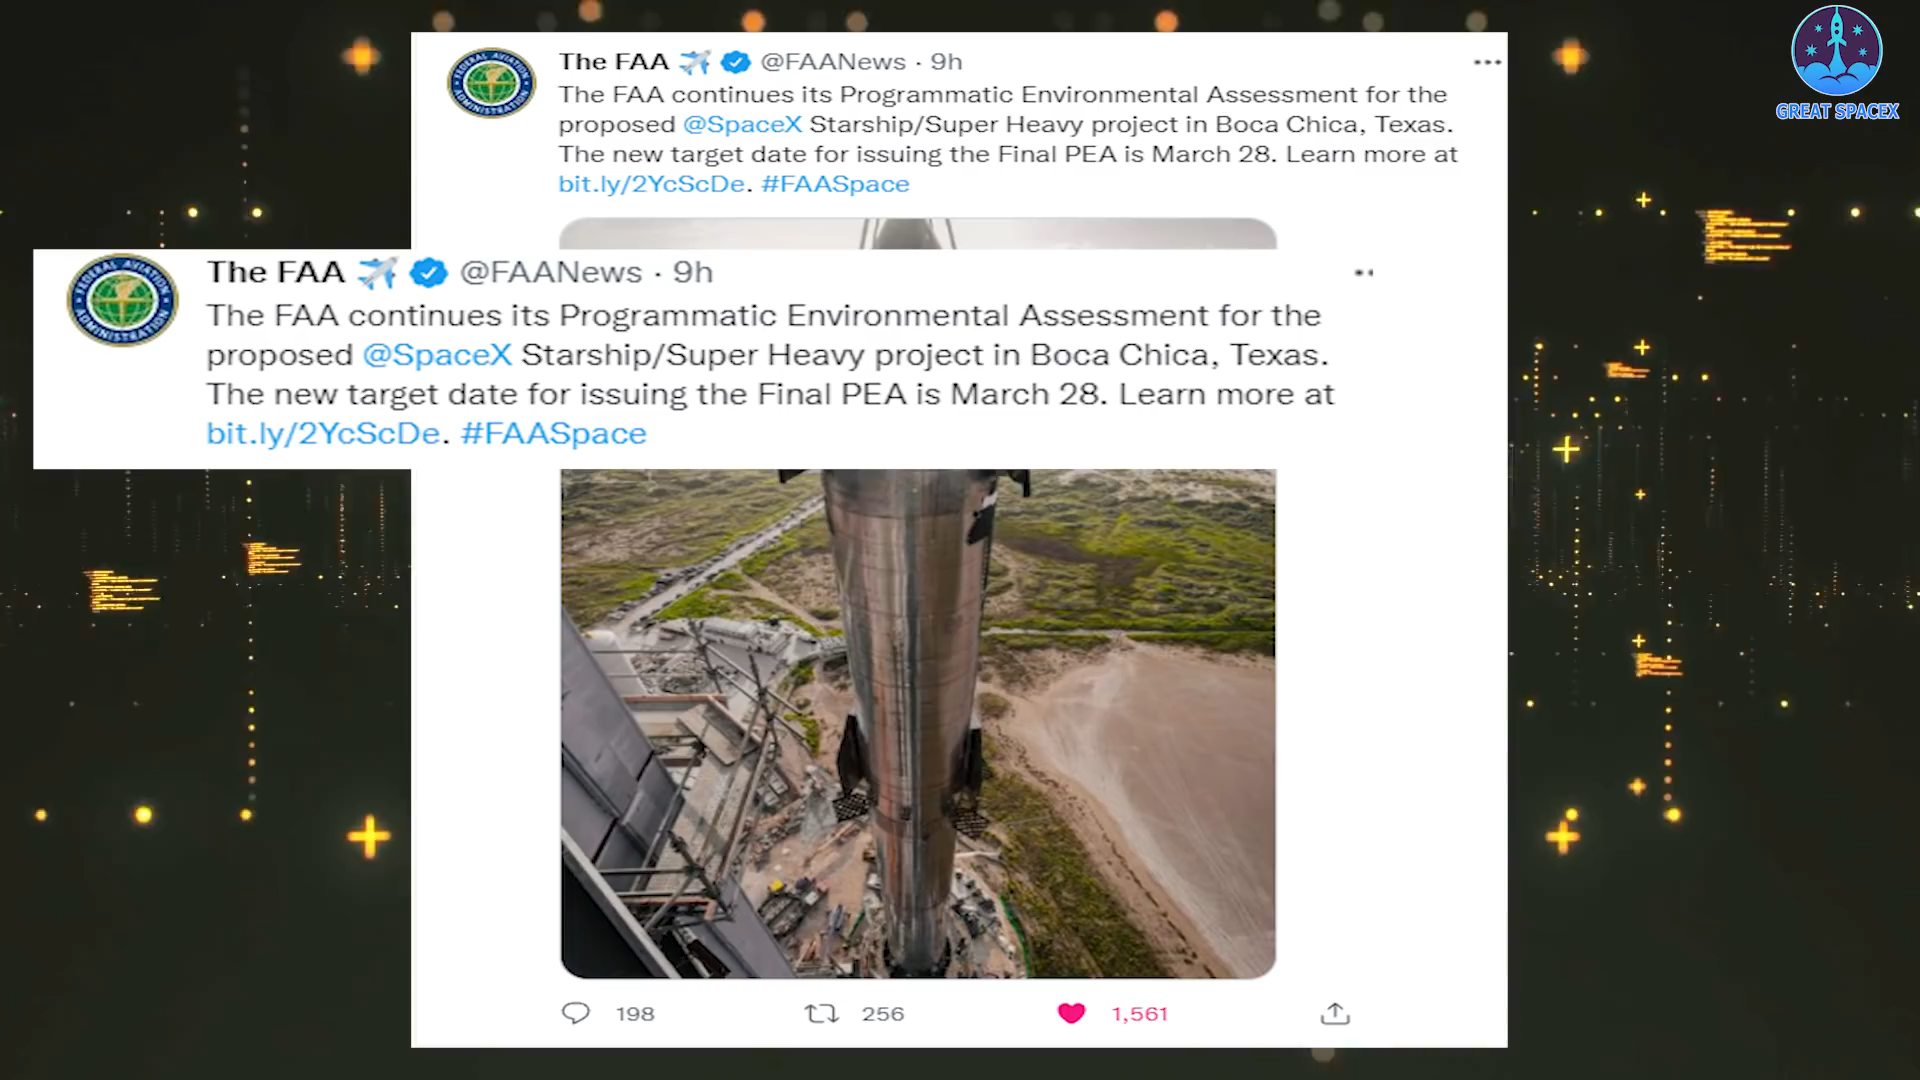 The FAA @FAANews · 9h
The FAA continues its Programmatic Environmental Assessment for the
proposed @SpaceX Starship/Super Heavy project in Boca Chica, Texas.
The new target date for issuing the Final PEA is March 28. Learn more at
bit.ly/2YcScDe. #FAASpace
GREAT SPACEX
FEDERAL AVIATION
ADMINISTRATION
The FAA @FAANews · 9h
The FAA continues its Programmatic Environmental Assessment for the
proposed @SpaceX Starship/Super Heavy project in Boca Chica, Texas.
The new target date for issuing the Final PEA is March 28. Learn more at
bit.ly/2YcScDe. #FAASpace
198 256 1,561